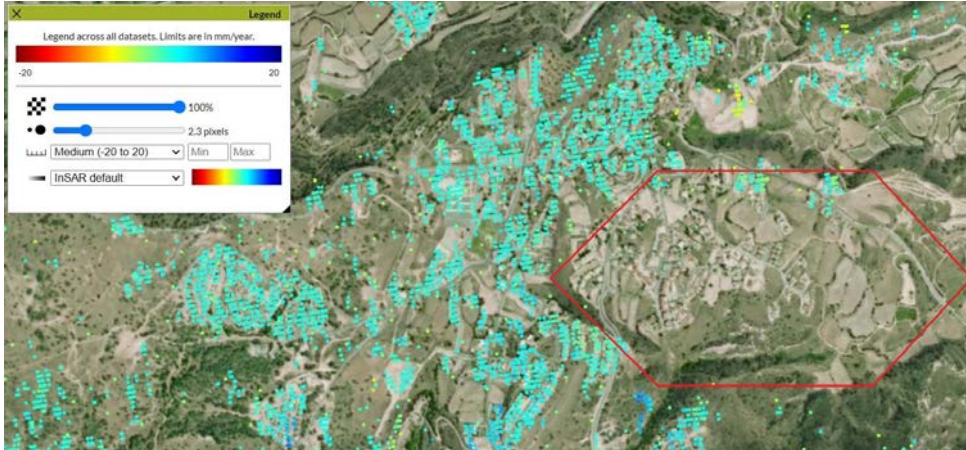 Legend
Legend across all datasets. Limits are in mm/year.
-20 20
100%
2.3 pixels
Medium (-20 to 20) Min Max
InSAR default